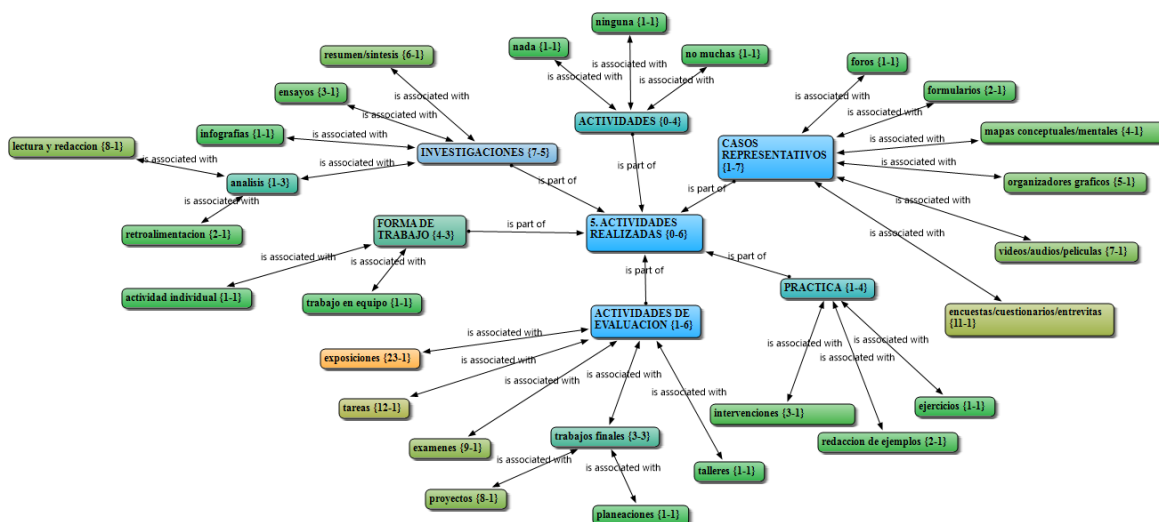 ninguna {1-1}
nada {1-1}
no muchas {1-1}
is associated with
is associated with
is associated with
ACTIVIDADES {0-4}
is part of
resumen/sintesis {6-1}
is associated with
ensayos {3-1}
is associated with
infografias {1-1}
is associated with
INVESTIGACIONES {7-5}
is part of
lectura y redaccion {8-1}
is associated with
analisis {1-3}
is associated with
is associated with
retroalimentacion {2-1}
foros {1-1}
is associated with
formularios {2-1}
is associated with
CASOS
REPRESENTATIVOS
{1-7}
mapas conceptuales/mentales {4-1}
is associated with
is associated with
organizadores graficos {5-1}
is part of
is associated with
videos/audios/peliculas {7-1}
is associated with
encuestas/cuestionarios/entrevitas
{11-1}
FORMA DE
TRABAJO {4-3}
is part of
5. ACTIVIDADES
REALIZADAS {0-6}
is associated with
is associated with
actividad individual {1-1}
trabajo en equipo {1-1}
is part of
PRACTICA {1-4}
is associated with
is associated with
is associated with
intervenciones {3-1}
ejercicios {1-1}
redaccion de ejemplos {2-1}
is part of
ACTIVIDADES DE
EVALUACION {1-6}
is associated with
exposiciones {23-1}
is associated with
tareas {12-1}
is associated with
is associated with
is associated with
examenes {9-1}
trabajos finales {3-3}
talleres {1-1}
is associated with
is associated with
proyectos {8-1}
planeaciones {1-1}